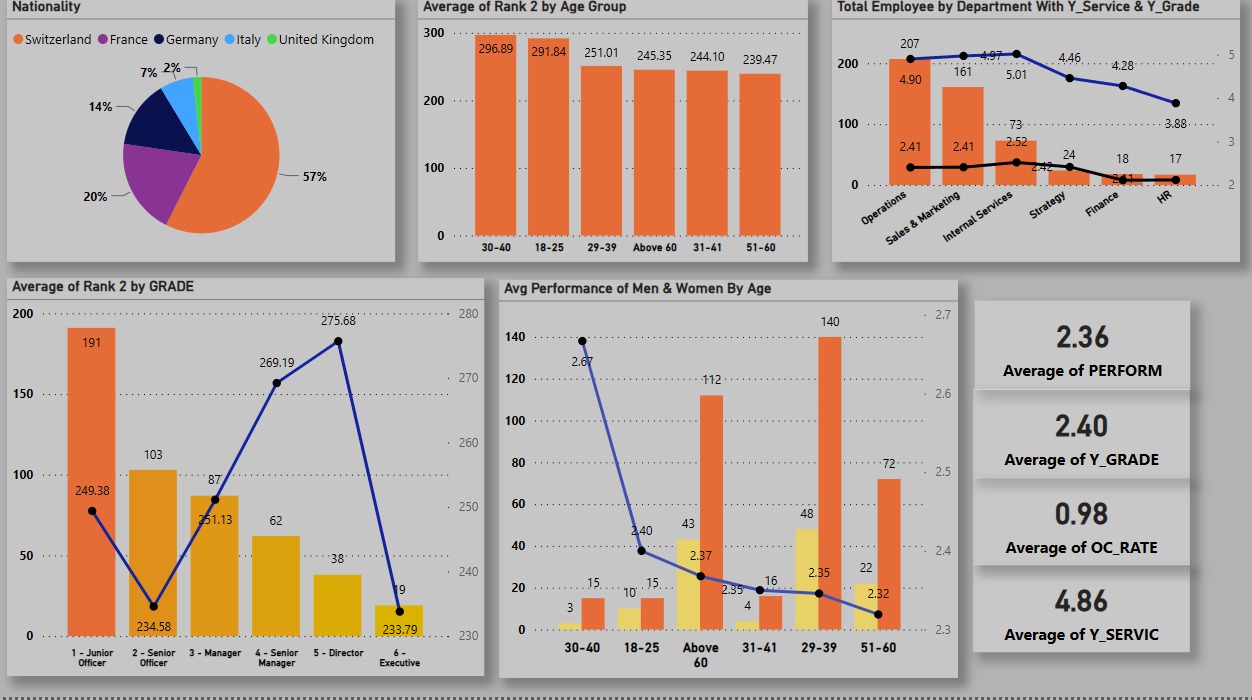 Nationality
Switzerland France Germany Italy United Kingdom
2%
7%
14%
57%
20%
Average of Rank 2 by Age Group
300
296.89 291.84 251.01 245.35 244.10 239.47
200
100
0
30-40 18-25 29-39 Above 60 31-41 51-60
Total Employee by Department With Y_Service & Y_Grade
207 4.97 4.46 5
200 161 5.01 4.28
4.90 4
3.88
100 73 3
2.41 2.41 2.52 24 18 17
2.42 2.11
0 2
Operations Sales & Marketing Internal Services Strategy Finance HR
Average of Rank 2 by GRADE
200 275.68 280
191
269.19
270
150
260
103
100 87 62
249.38 250
251.13
50 38 240
19
234.58 233.79
0 230
1 - Junior Officer 2 - Senior Officer 3 - Manager 4 - Senior Manager 5 - Director 6 - Executive
Avg Performance of Men & Women By Age
2.7
140 140
2.67
120 112 2.6
100
80 72 2.5
60
43 48
40 2.40 2.4
2.37 2.35
20 15 10 15 2.35 16 22 2.32
3 4
0 2.3
30-40 18-25 Above 60 31-41 29-39 51-60
2.36
Average of PERFORM
2.40
Average of Y_GRADE
0.98
Average of OC_RATE
4.86
Average of Y_SERVIC